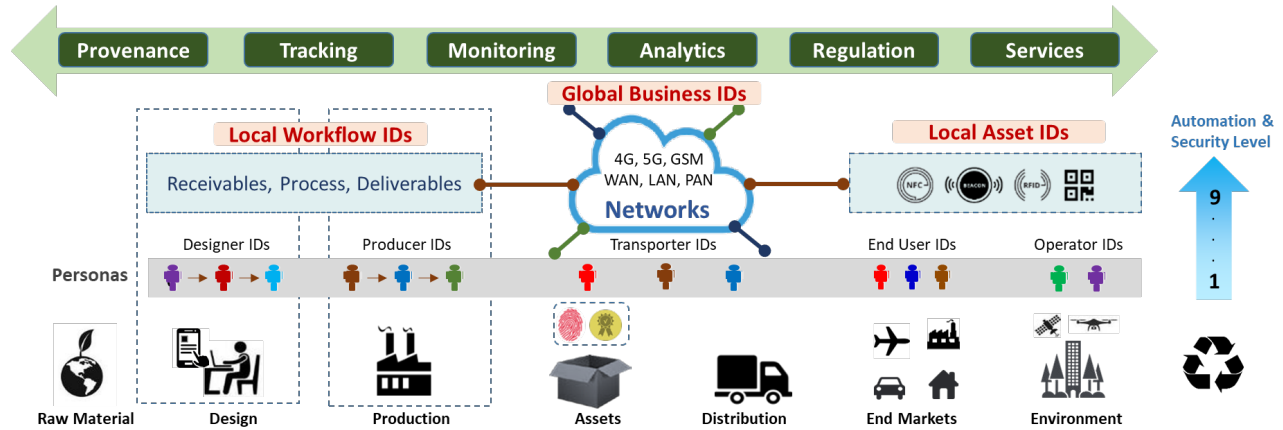 Provenance
Tracking
Monitoring
Analytics
Regulation
Services
Global Business IDs
Local Workflow IDs
Local Asset IDs
Automation &
Security Level
4G, 5G, GSM
WAN, LAN, PAN
Networks
Receivables, Process, Deliverables
NFC
BEACON
RFID
9
.
.
.
1
Designer IDs
Producer IDs
Transporter IDs
End User IDs
Operator IDs
Personas
Raw Material
Design
Production
Assets
Distribution
End Markets
Environment